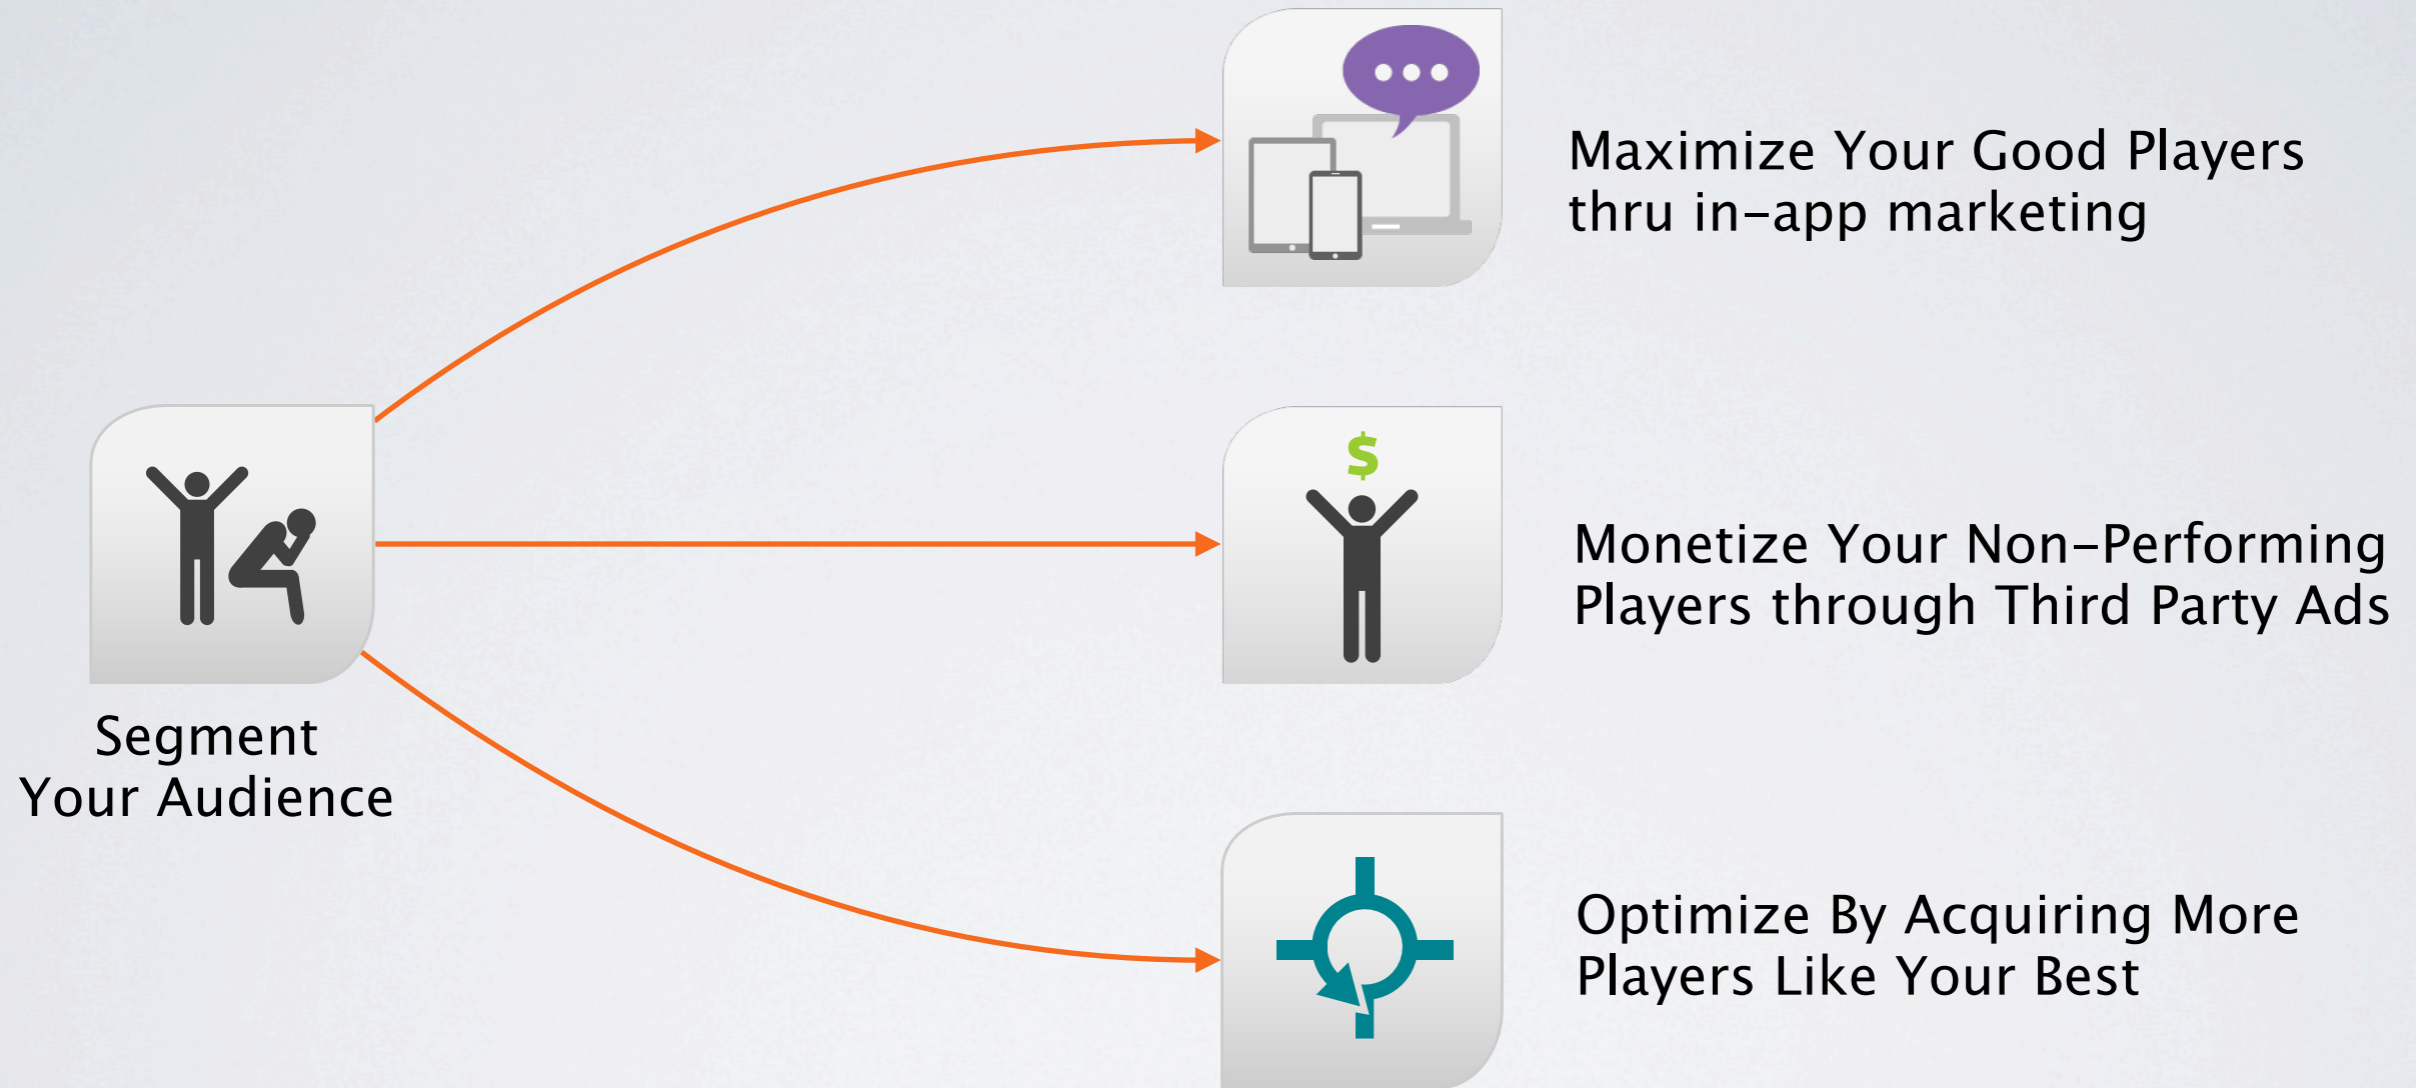 Maximize Your Good Players
thru in-app marketing
$
Monetize Your Non-Performing
Players through Third Party Ads
Segment
Your Audience
Optimize By Acquiring More
Players Like Your Best